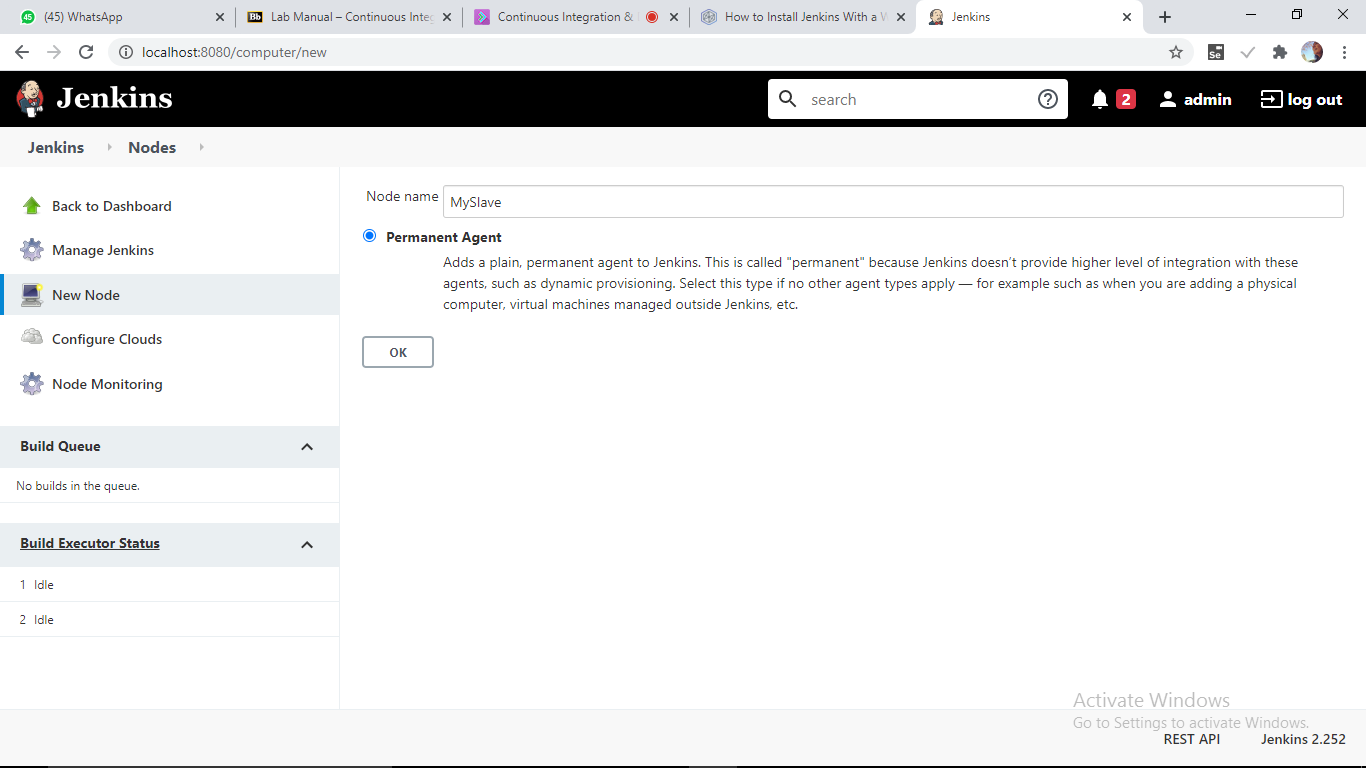 (45) WhatsApp
Lab Manual – Continuous Integ
Continuous Integration &
How to Install Jenkins With a W
Jenkins
localhost:8080/computer/new
Jenkins
search
2
admin
log out
Jenkins
Nodes
Back to Dashboard
Manage Jenkins
New Node
Configure Clouds
Node Monitoring
Build Queue
No builds in the queue.
Build Executor Status
1 Idle
2 Idle
Node name
MySlave
Permanent Agent
Adds a plain, permanent agent to Jenkins. This is called "permanent" because Jenkins doesn’t provide higher level of integration with these
agents, such as dynamic provisioning. Select this type if no other agent types apply — for example such as when you are adding a physical
computer, virtual machines managed outside Jenkins, etc.
OK
Activate Windows
Go to Settings to activate Windows.
REST API
Jenkins 2.252